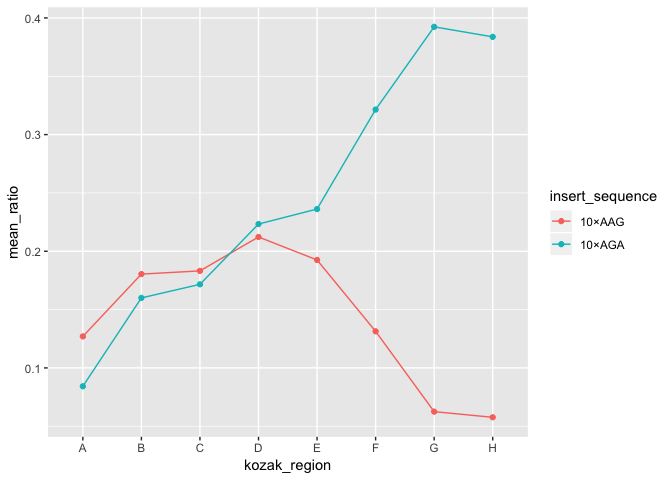 0.4
0.3
0.2
0.1
mean_ratio
A B C D E F G H
kozak_region
insert_sequence
10×AAG
10×AGA